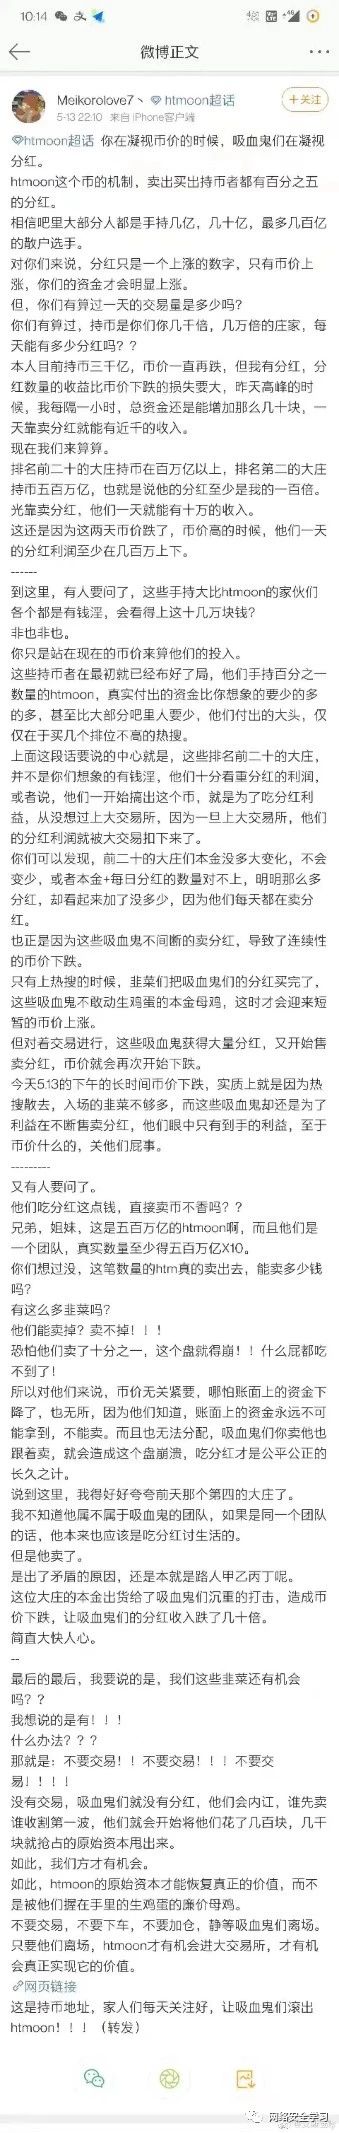 10:14
微博正文
Meikorolove7丶 htmoon超话
+关注
5-13 22:10 来自 iPhone客户端
htmoon超话 你在凝视币价的时候，吸血鬼们在凝视
分红。
htmoon这个币的机制，卖出买出持币者都有百分之五
的分红。
相信吧里大部分人都是手持几亿，几十亿，最多几百亿
的散户选手。
对你们来说，分红只是一个上涨的数字，只有币价上
涨，你们的资金才会明显上涨。
但，你们有算过一天的交易量是多少吗？
你们有算过，持币是你们你几千倍，几万倍的庄家，每
天能有多少分红吗？？
本人目前持币三千亿，币价一直再跌，但我有分红，分
红数量的收益比币价下跌的损失要大，昨天高峰的时
候，我每隔一小时，总资金还是能增加那么几十块，一
天靠卖分红就能有近千的收入。
现在我们来算算。
排名前二十的大庄持币在百万亿以上，排名第二的大庄
持币五百万亿，也就是说他的分红至少是我的一百倍。
光靠卖分红，他们一天就能有十万的收入。
这还是因为这两天币价跌了，币价高的时候，他们一天
的分红利润至少在几百万上下。
------
到这里，有人要问了，这些手持大比htmoon的家伙们
各个都是有钱淫，会看得上这十几万块钱？
非也非也。
你只是站在现在的币价来算他们的投入。
这些持币者在最初就已经布好了局，他们手持百分之一
数量的htmoon，真实付出的资金比你想象的要少的多
的多，甚至比大部分吧里人要少，他们付出的大头，仅
仅在于买几个排位不高的热搜。
上面这段话要说的中心就是，这些排名前二十的大庄，
并不是你们想象的有钱淫，他们十分看重分红的利润，
或者说，他们一开始搞出这个币，就是为了吃分红利
益，从没想过上大交易所，因为一旦上大交易所，他们
的分红利润就被大交易扣下来了。
你们可以发现，前二十的大庄们本金没多大变化，不会
变少，或者本金+每日分红的数量对不上，明明那么多
分红，却看起来加了没多少，因为他们每天都在卖分
红。
也正是因为这些吸血鬼不间断的卖分红，导致了连续性
的币价下跌。
只有上热搜的时候，韭菜们把吸血鬼们的分红买完了，
这些吸血鬼不敢动生鸡蛋的本金母鸡，这时才会迎来短
暂的币价上涨。
但对着交易进行，这些吸血鬼获得大量分红，又开始售
卖分红，币价就会再次开始下跌。
今天5.13的下午的长时间币价下跌，实质上就是因为热
搜散去，入场的韭菜不够多，而这些吸血鬼却还是为了
利益在不断售卖分红，他们眼中只有到手的利益，至于
币价什么的，关他们屁事。
---------
又有人要问了。
他们吃分红这点钱，直接卖币不香吗？？
兄弟，姐妹，这是五百万亿的htmoon啊，而且他们是
一个团队，真实数量至少得五百万亿X10。
你们想过没，这笔数量的htm真的卖出去，能卖多少钱
吗？
有这么多韭菜吗？
他们能卖掉？卖不掉！！！
恐怕他们卖了十分之一，这个盘就得崩！！什么屁都吃
不到了！
所以对他们来说，币价无关紧要，哪怕账面上的资金下
降了，也无所，因为他们知道，账面上的资金永远不可
能拿到，不能卖。而且也无法分配，吸血鬼们你卖他也
跟着卖，就会造成这个盘崩溃，吃分红才是公平公正的
长久之计。
说到这里，我得好好夸夸前天那个第四的大庄了。
我不知道他属不属于吸血鬼的团队，如果是同一个团队
的话，他本来也应该是吃分红讨生活的。
但是他卖了。
是出了矛盾的原因，还是本就是路人甲乙丙丁呢。
这位大庄的本金出货给了吸血鬼们沉重的打击，造成币
价下跌，让吸血鬼们的分红收入跌了几十倍。
简直大快人心。
--
最后的最后，我要说的是，我们这些韭菜还有机会
吗？？
我想说的是有！！！
什么办法？？？
那就是：不要交易！！不要交易！！！不要交
易！！！！
没有交易，吸血鬼们就没有分红，他们会内讧，谁先卖
谁收割第一波，他们就会开始将他们花了几百块，几千
块就抢占的原始资本甩出来。
如此，我们方才有机会。
如此，htmoon的原始资本才能恢复真正的价值，而不
是被他们握在手里的生鸡蛋的廉价母鸡。
不要交易，不要下车，不要加仓，静等吸血鬼们离场。
只要他们离场，htmoon才有机会进大交易所，才有机
会真正实现它的价值。
网页链接
这是持币地址，家人们每天关注好，让吸血鬼们滚出
htmoon！！！（转发）
网络安全学习